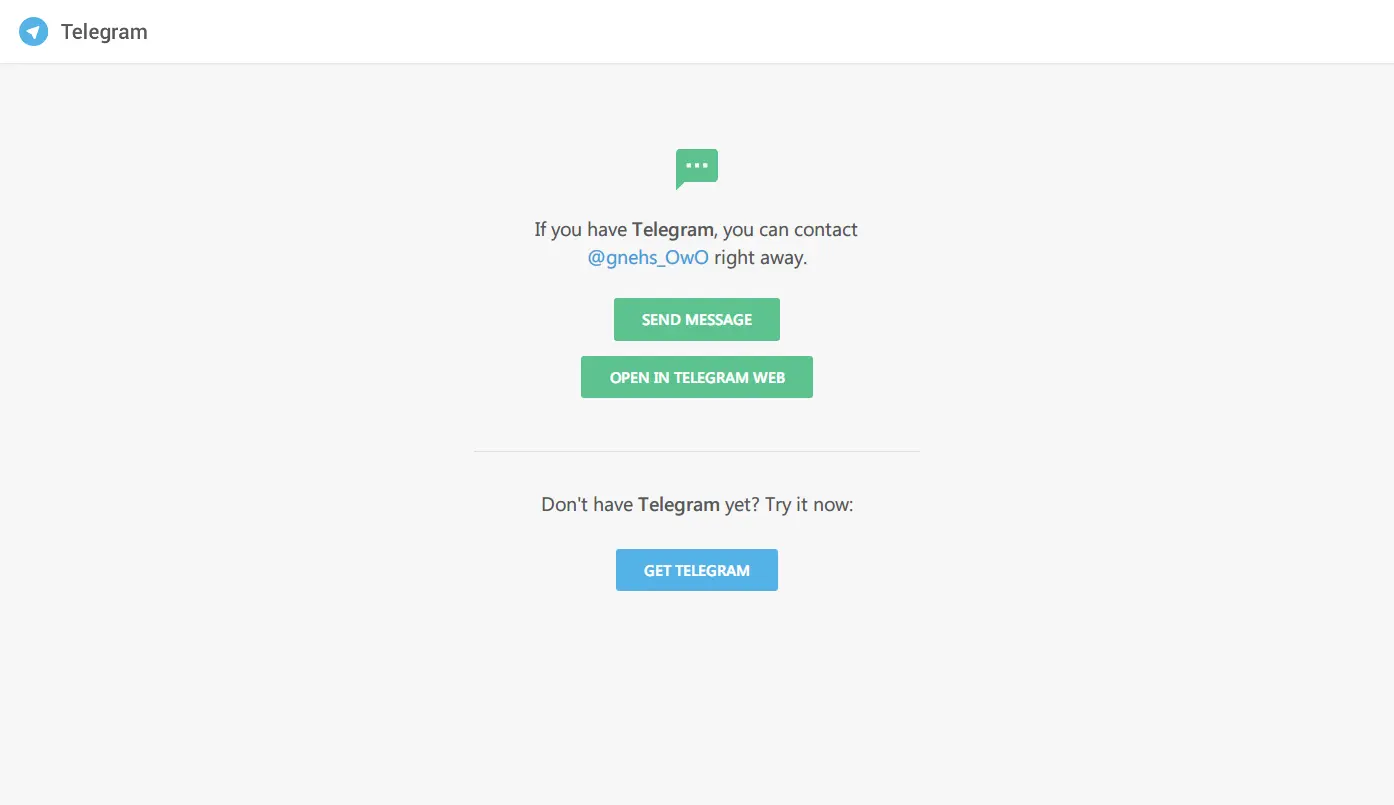 Telegram
If you have Telegram, you can contact
@gnehs_OwO right away.
SEND MESSAGE
OPEN IN TELEGRAM WEB
Don't have Telegram yet? Try it now:
GET TELEGRAM